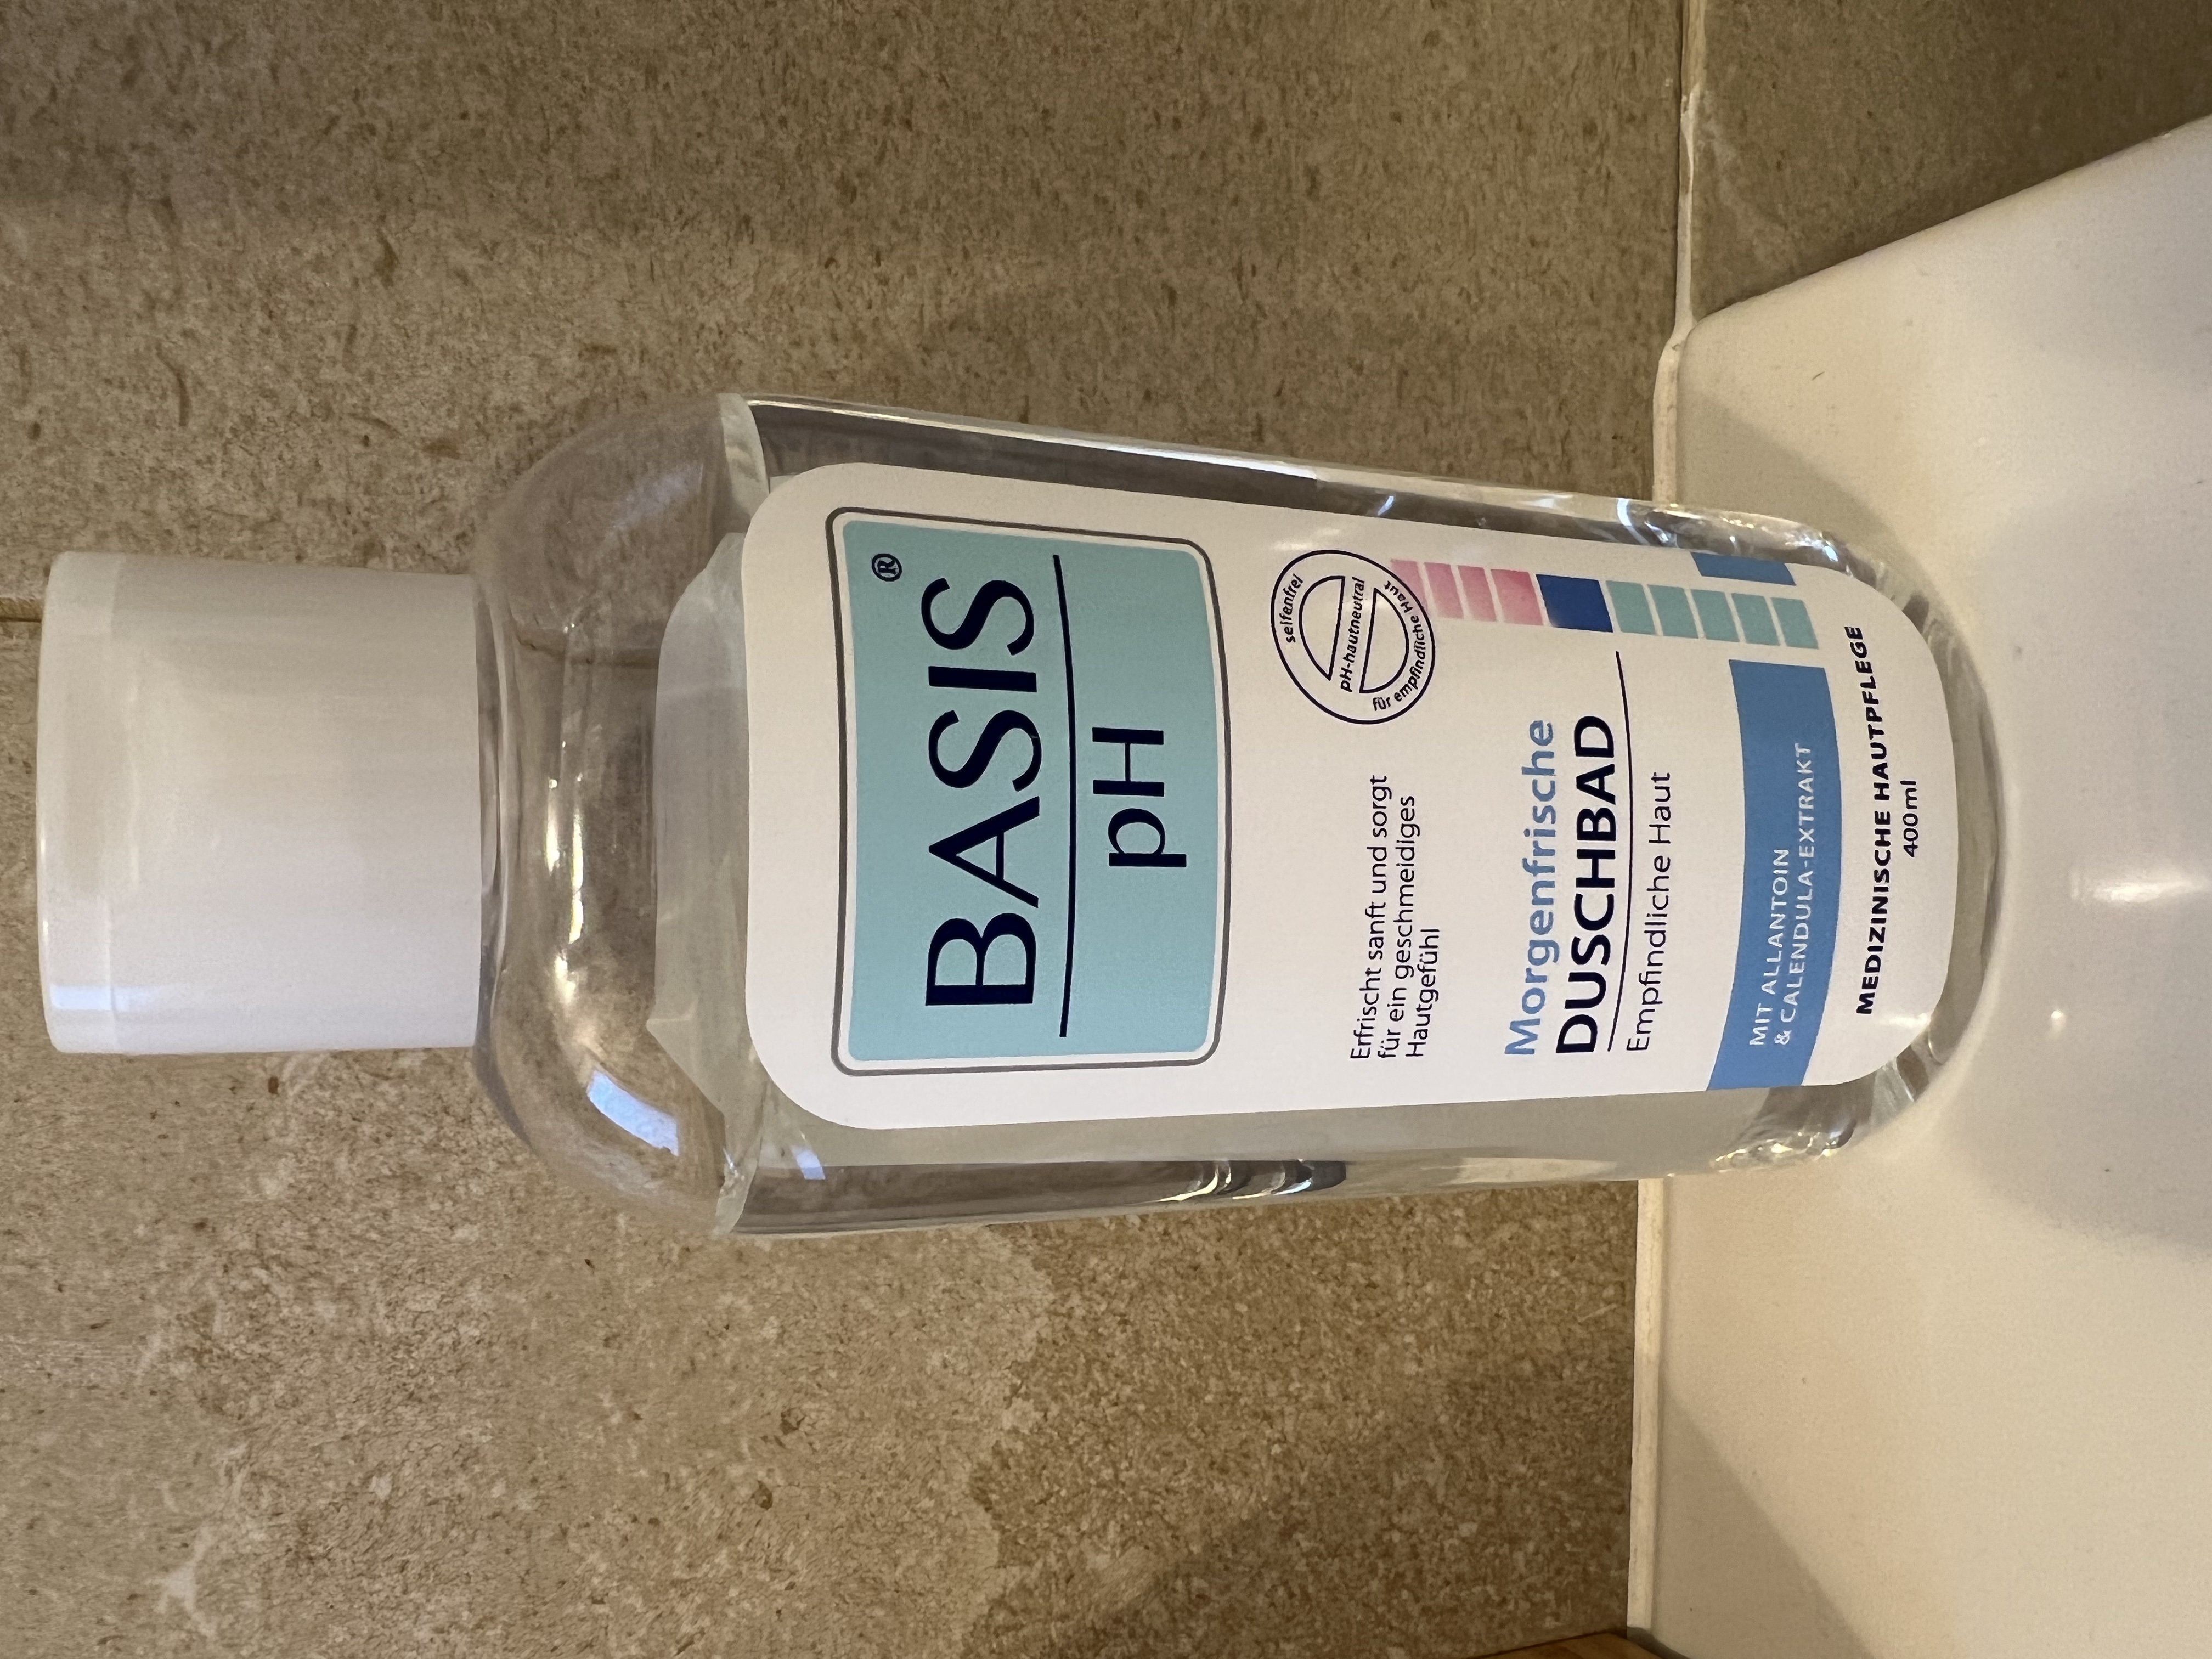 BASIS®
pH
seifenfrei
pH-hautneutral
für empfindliche Haut
Erfrischt sanft und sorgt
für ein geschmeidiges
Hautgefühl
Morgenfrische
DUSCHBAD
Empfindliche Haut
MIT ALLANTOIN
& CALENDULA-EXTRAKT
MEDIZINISCHE HAUTPFLEGE
400ml